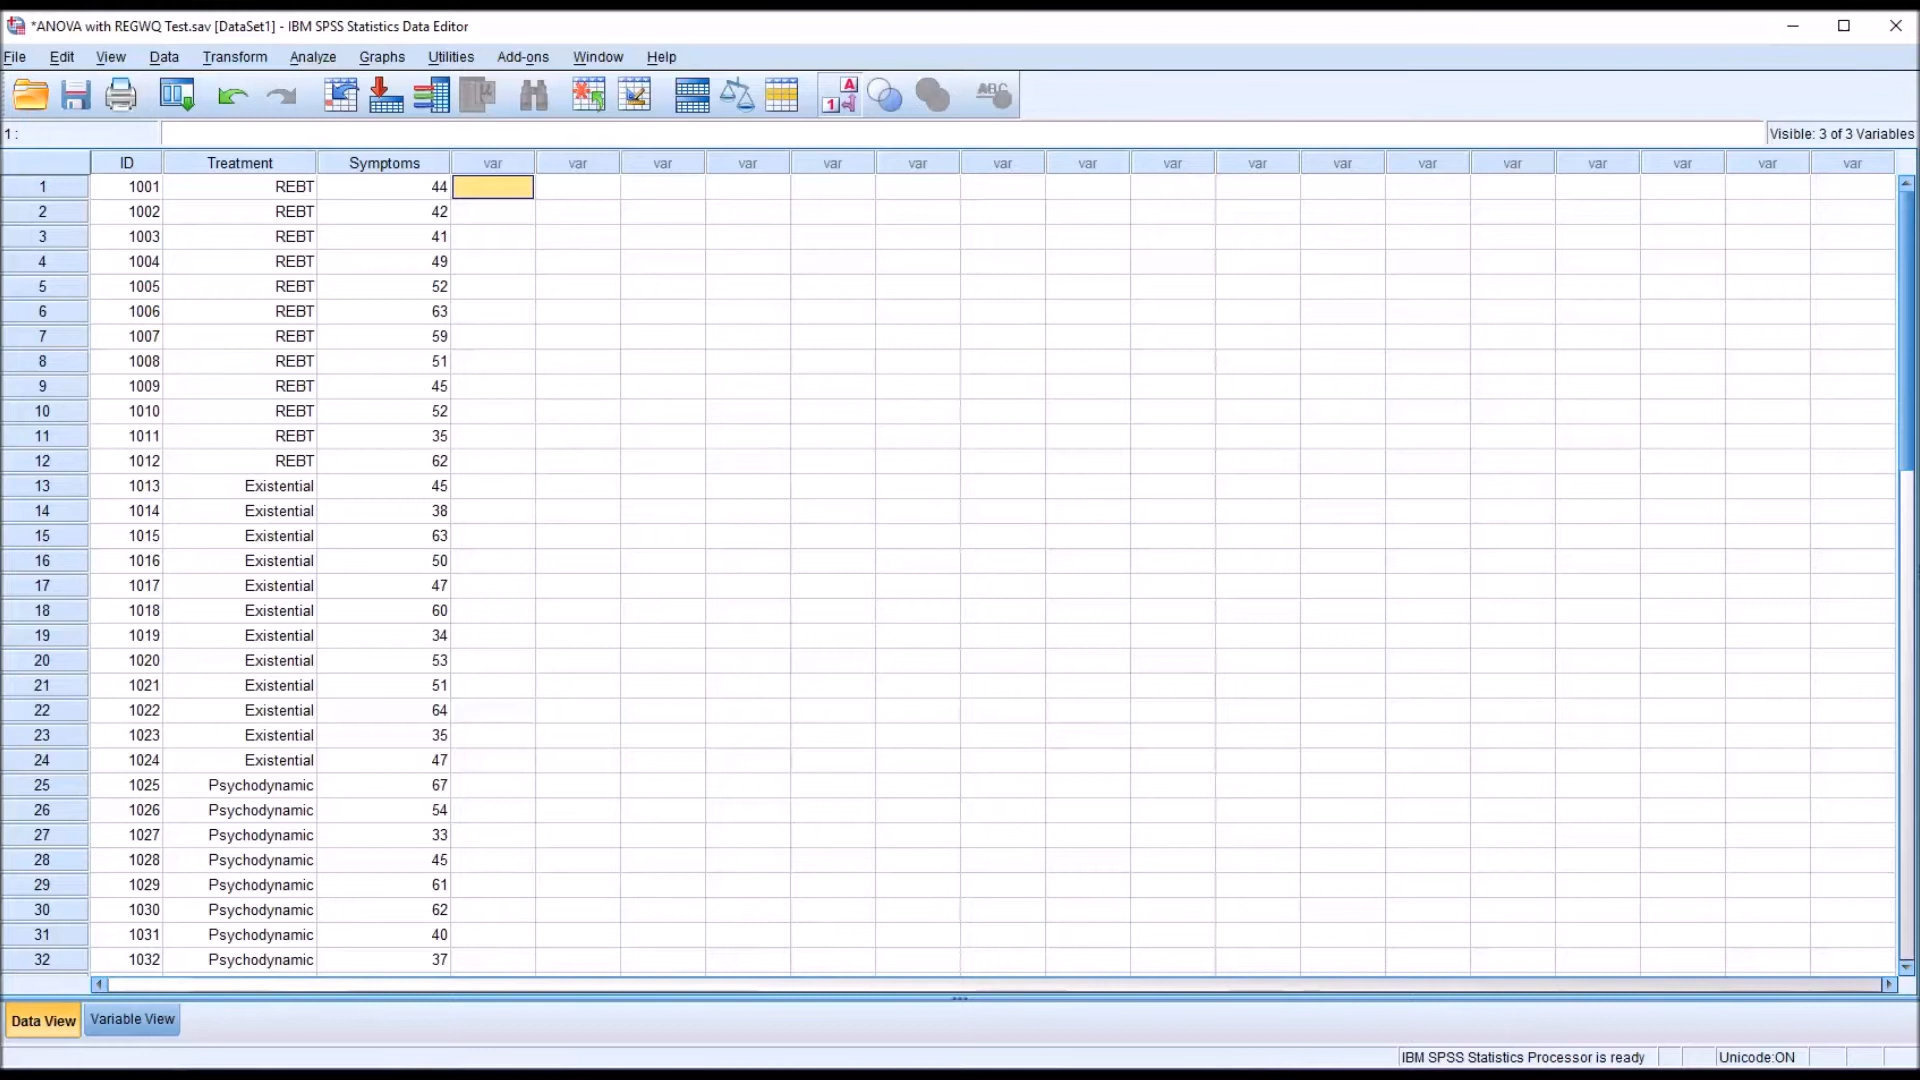 *ANOVA with REGWQ Test.sav [DataSet1] - IBM SPSS Statistics Data Editor
File Edit View Data Transform Analyze Graphs Utilities Add-ons Window Help
1 A ABC
1 : Visible: 3 of 3 Variables
ID Treatment Symptoms var var var var var var var var var var var var var var var var var
1 1001 REBT 44
2 1002 REBT 42
3 1003 REBT 41
4 1004 REBT 49
5 1005 REBT 52
6 1006 REBT 63
7 1007 REBT 59
8 1008 REBT 51
9 1009 REBT 45
10 1010 REBT 52
11 1011 REBT 35
12 1012 REBT 62
13 1013 Existential 45
14 1014 Existential 38
15 1015 Existential 63
16 1016 Existential 50
17 1017 Existential 47
18 1018 Existential 60
19 1019 Existential 34
20 1020 Existential 53
21 1021 Existential 51
22 1022 Existential 64
23 1023 Existential 35
24 1024 Existential 47
25 1025 Psychodynamic 67
26 1026 Psychodynamic 54
27 1027 Psychodynamic 33
28 1028 Psychodynamic 45
29 1029 Psychodynamic 61
30 1030 Psychodynamic 62
31 1031 Psychodynamic 40
32 1032 Psychodynamic 37
Data View Variable View
IBM SPSS Statistics Processor is ready Unicode:ON